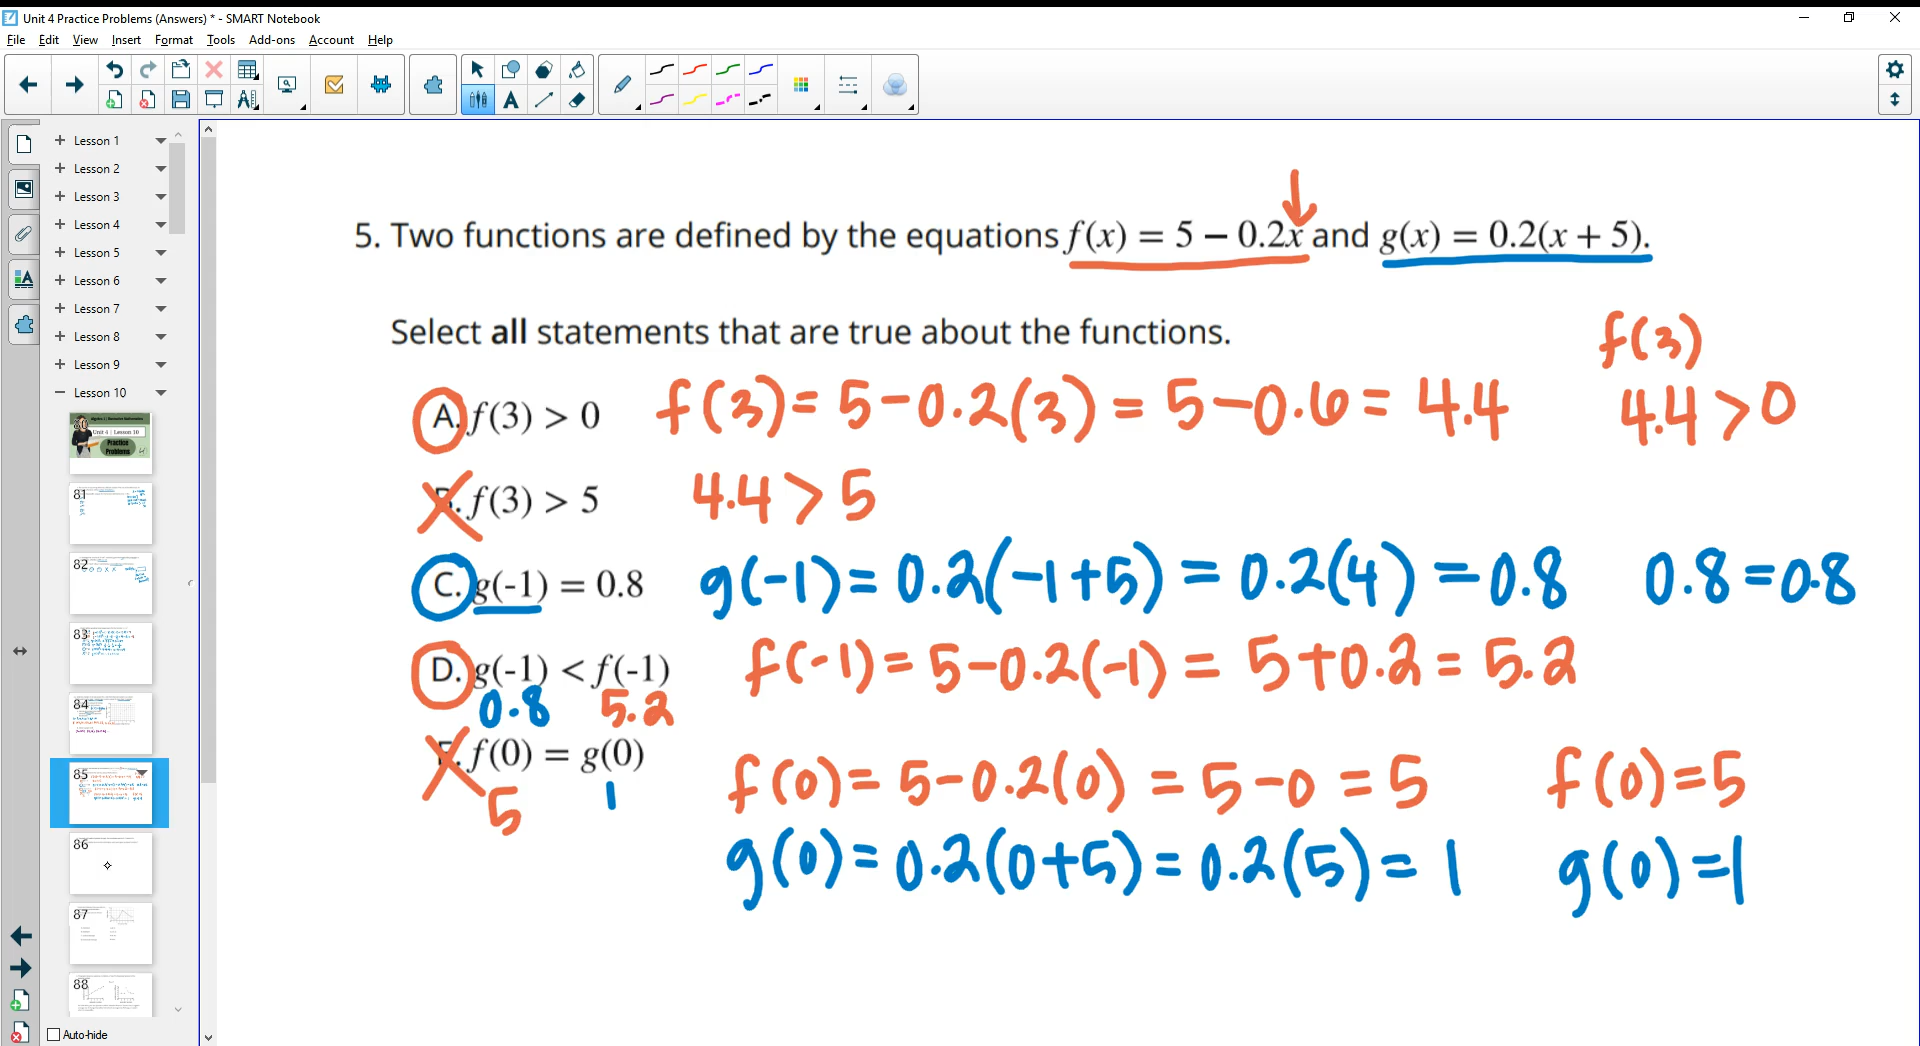 Unit 4 Practice Problems (Answers) * - SMART Notebook
File Edit View Insert Format Tools Add-ons Account Help
Lesson 1
Lesson 2
Lesson 3
Lesson 4
Lesson 5
Lesson 6
Lesson 7
Lesson 8
Lesson 9
Lesson 10
Unit 4 | Lesson 10
Practice
Problems
81
82
83
84
85
86
87
88
Auto-hide
5. Two functions are defined by the equations f(x) = 5 − 0.2x and g(x) = 0.2(x + 5).
Select all statements that are true about the functions.
f(3)
A. f(3) > 0 f(3) = 5-0.2(3) = 5-0.6 = 4.4 4.4 > 0
f(3) > 5 4.4 > 5
C. g(-1) = 0.8 g(-1) = 0.2(-1+5) = 0.2(4) = 0.8 0.8 = 0.8
D. g(-1) < f(-1) f(-1) = 5-0.2(-1) = 5+0.2 = 5.2
0.8 5.2
f(0) = g(0) f(0) = 5-0.2(0) = 5-0 = 5 f(0) = 5
5 1
g(0) = 0.2(0+5) = 0.2(5) = 1 g(0) = 1